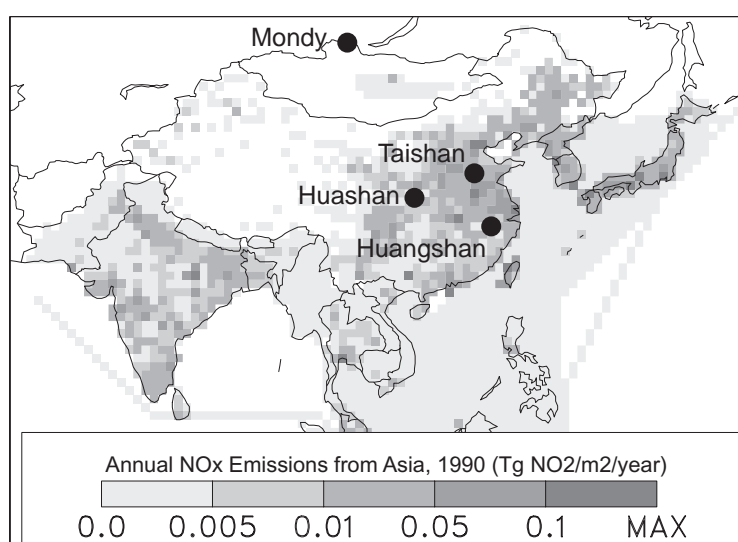 Mondy
Taishan
Huashan
Huangshan
Annual NOx Emissions from Asia, 1990 (Tg NO2/m2/year)
0.0 0.005 0.01 0.05 0.1 MAX